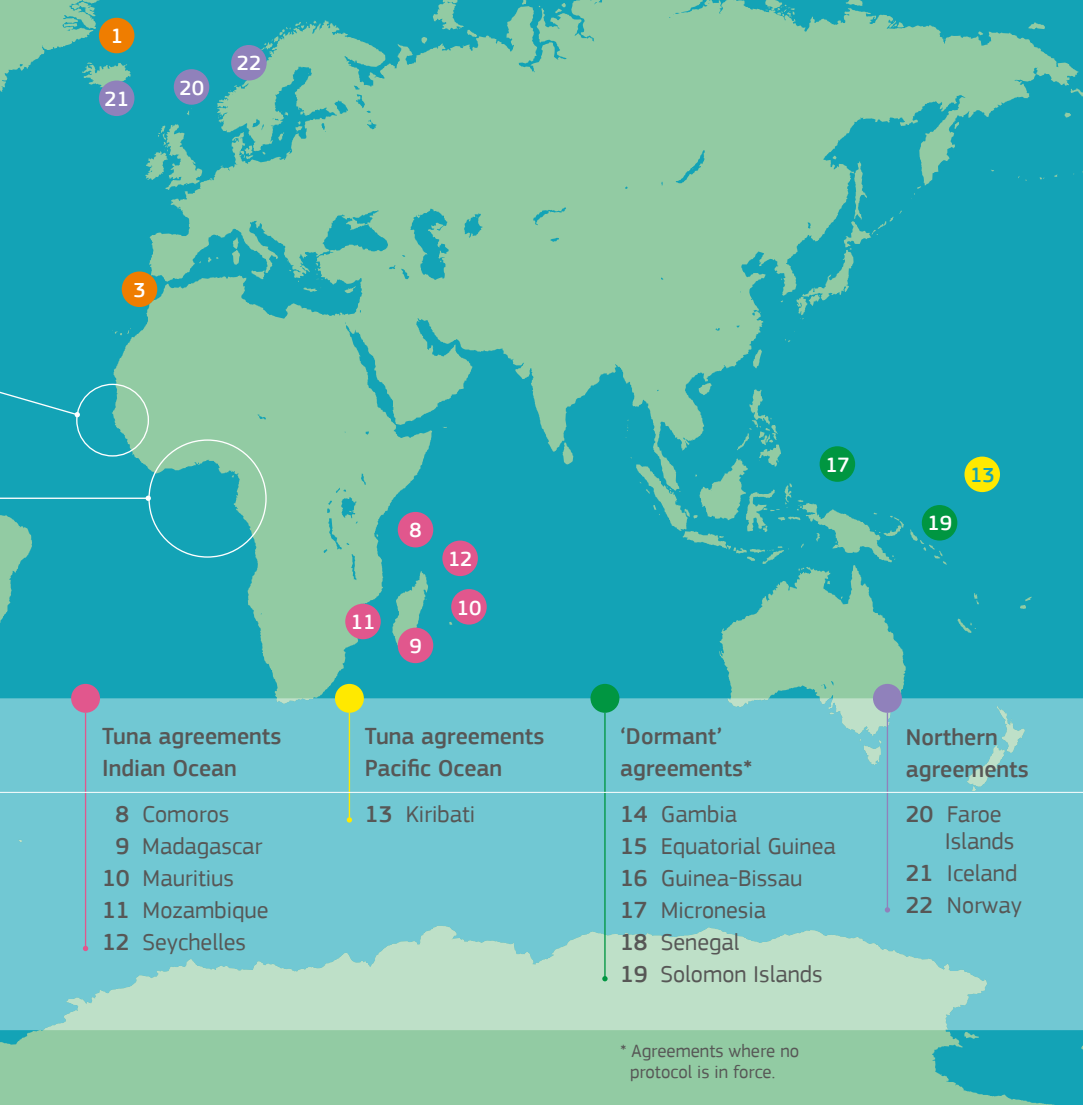 1
22
20
21
3
17
13
19
8
12
10
11
9
Tuna agreements
Indian Ocean
8 Comoros
9 Madagascar
10 Mauritius
11 Mozambique
12 Seychelles
Tuna agreements
Pacific Ocean
13 Kiribati
‘Dormant’
agreements*
14 Gambia
15 Equatorial Guinea
16 Guinea-Bissau
17 Micronesia
18 Senegal
19 Solomon Islands
Northern
agreements
20 Faroe
Islands
21 Iceland
22 Norway
* Agreements where no
protocol is in force.